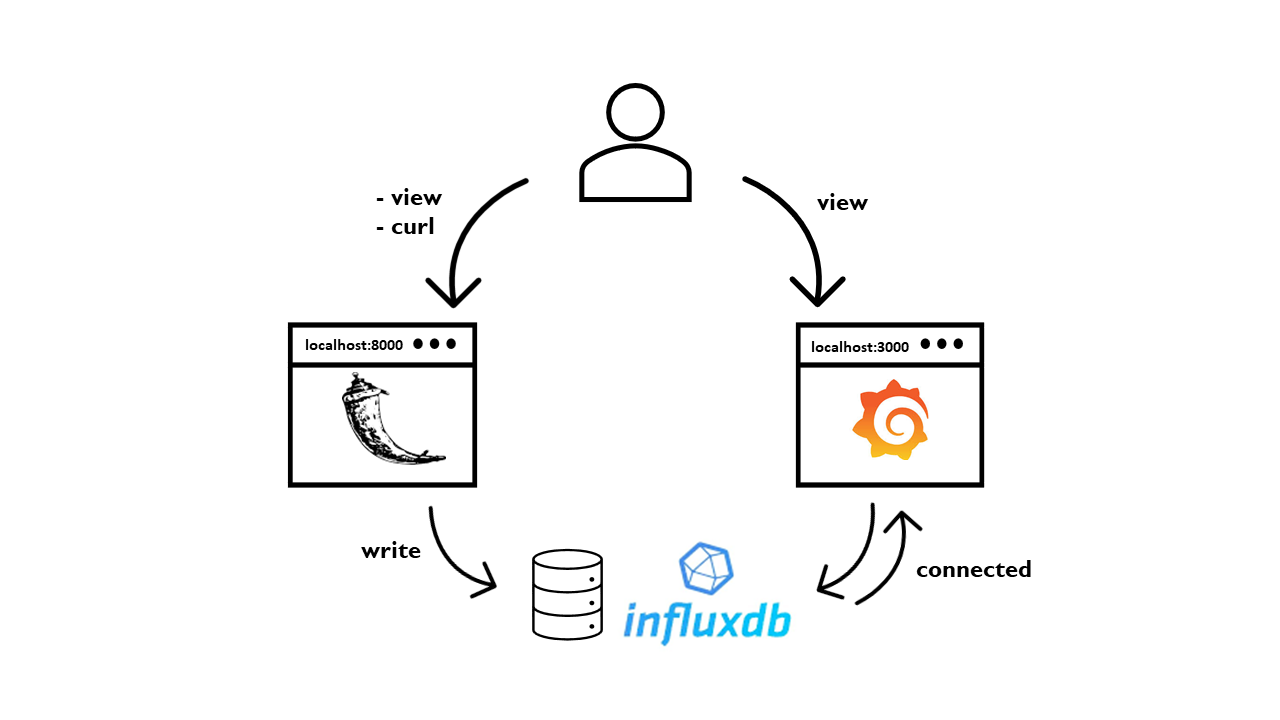 - view
- curl
view
localhost:8000
localhost:3000
write
influxdb
connected